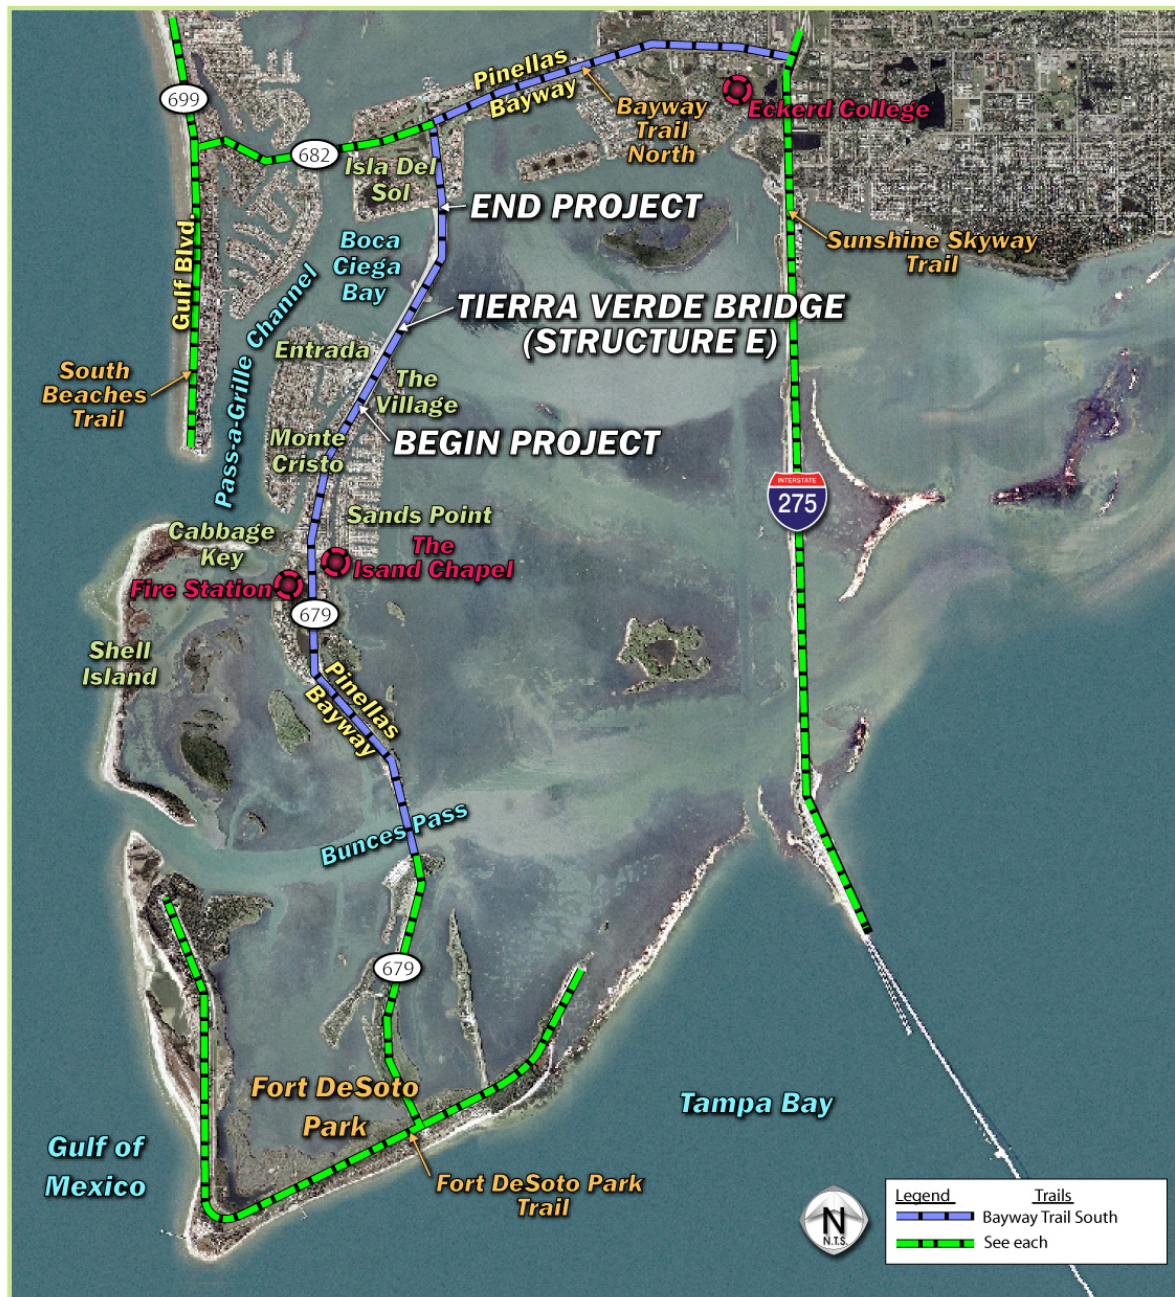 699
Pinellas
Bayway
Eckerd College
Bayway
Trail
North
682
Isla Del
Sol
END PROJECT
Gulf Blvd.
Boca
Ciega
Bay
Sunshine Skyway
Trail
Pass-a-Grille Channel
TIERRA VERDE BRIDGE
(STRUCTURE E)
Entrada
South
Beaches
Trail
The
Village
BEGIN PROJECT
Monte
Cristo
INTERSTATE
275
Sands Point
Cabbage
Key
The
Isand Chapel
Fire Station
679
Shell
Island
Pinellas
Bayway
Bunces Pass
679
Fort DeSoto
Park
Tampa Bay
Gulf of
Mexico
Fort DeSoto Park
Trail
N
N.T.S.
Legend Trails
Bayway Trail South
See each